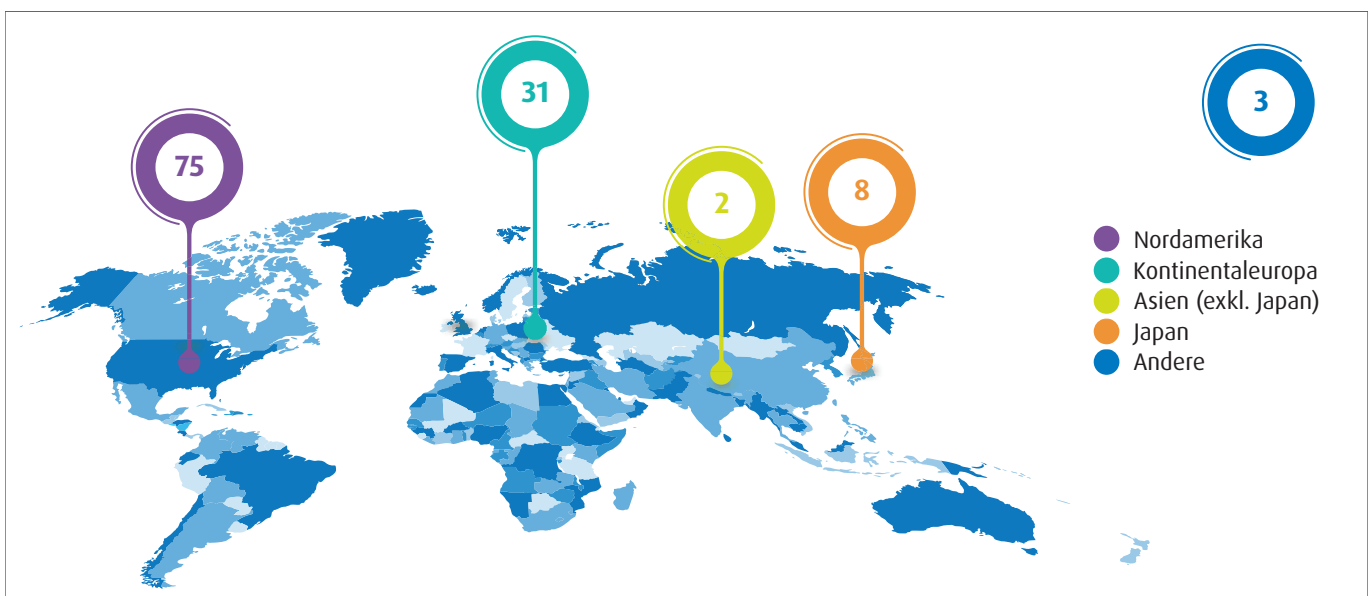 75
31
2
8
3
Nordamerika
Kontinentaleuropa
Asien (exkl. Japan)
Japan
Andere